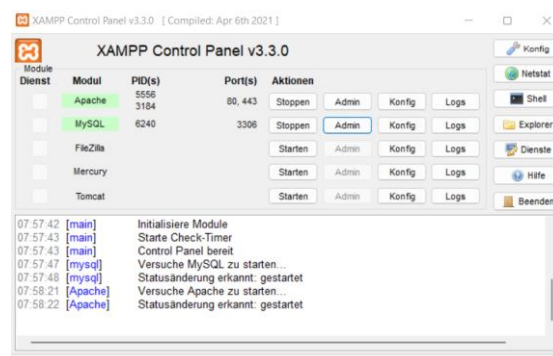 XAMPP Control Panel v3.3.0 [ Compiled: Apr 6th 2021 ]
XAMPP Control Panel v3.3.0
Konfig
Module
Dienst Modul PID(s) Port(s) Aktionen
Netstat
Apache 5556 3184 80, 443 Stoppen Admin Konfig Logs
Shell
MySQL 6240 3306 Stoppen Admin Konfig Logs
Explorer
FileZilla Starten Admin Konfig Logs
Dienste
Mercury Starten Admin Konfig Logs
Hilfe
Tomcat Starten Admin Konfig Logs
Beenden
07:57:42 [main] Initialisiere Module
07:57:43 [main] Starte Check-Timer
07:57:43 [main] Control Panel bereit
07:57:47 [mysql] Versuche MySQL zu starten...
07:57:48 [mysql] Statusänderung erkannt: gestartet
07:58:21 [Apache] Versuche Apache zu starten...
07:58:22 [Apache] Statusänderung erkannt: gestartet